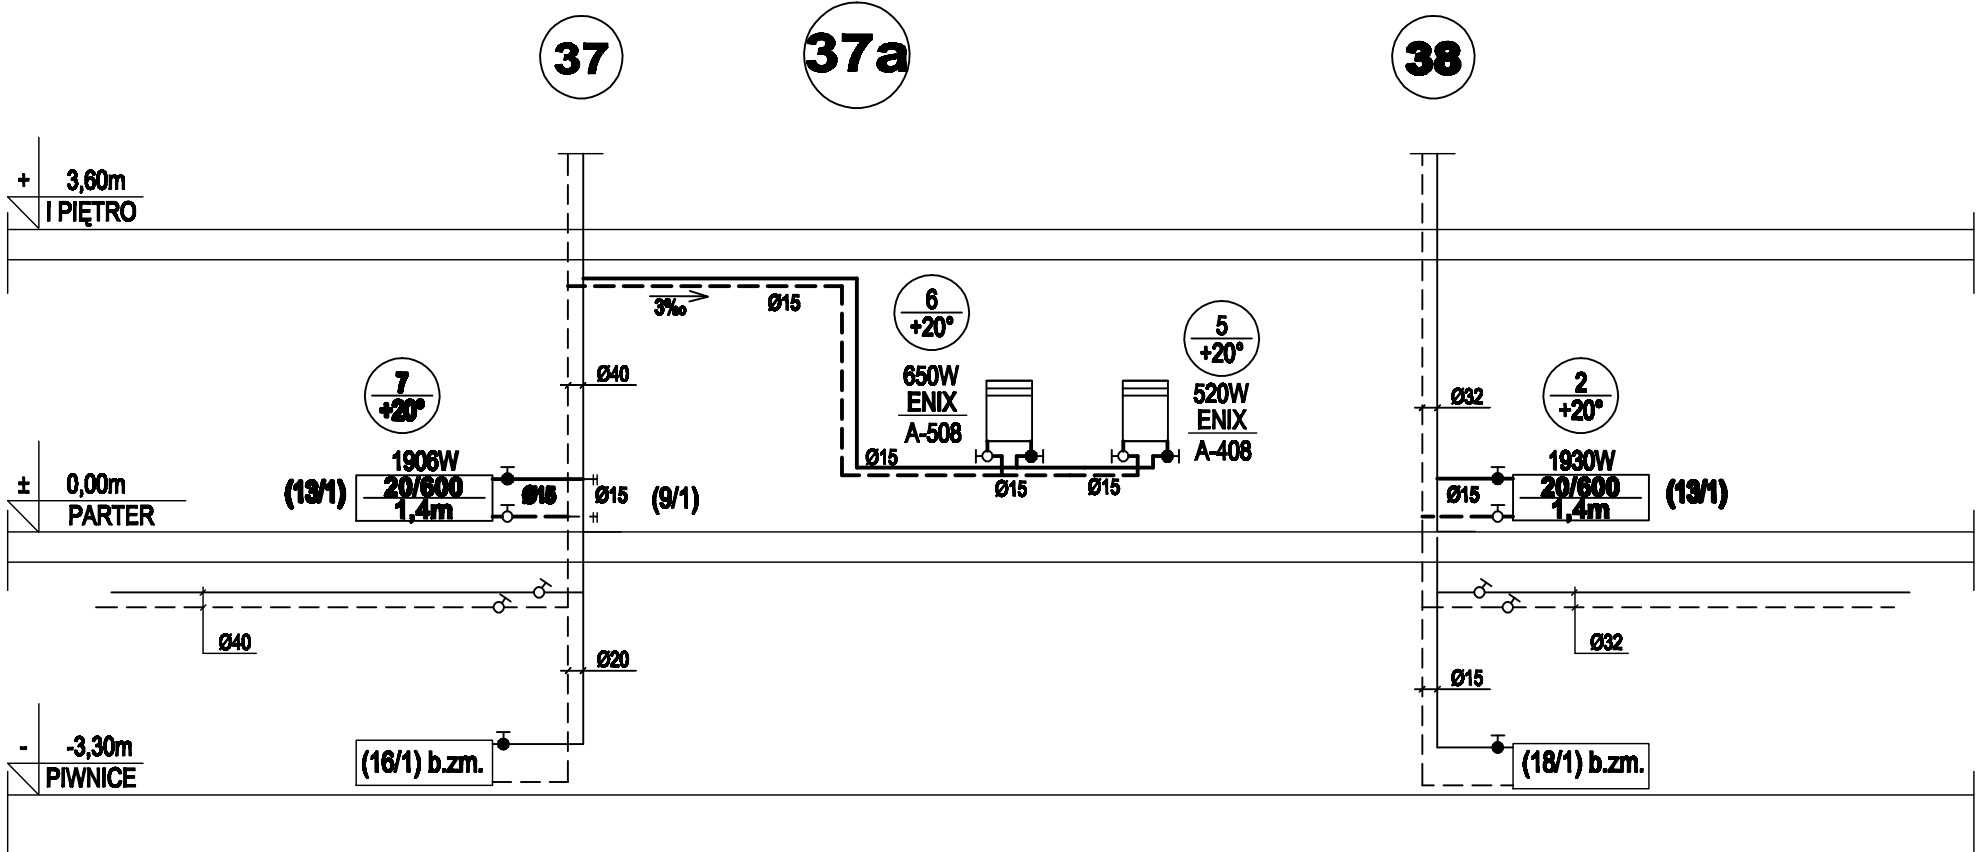 37
37a
38
+ 3,60m
I PIĘTRO
3‰
Ø15
6
+20°
650W
ENIX
A-508
5
+20°
520W
ENIX
A-408
Ø40
Ø32
7
+20°
2
+20°
1906W
(13/1)
20/600
1,4m
Ø15
Ø15
(9/1)
Ø15
Ø15
Ø15
1930W
Ø15
20/600
1,4m
(13/1)
± 0,00m
PARTER
Ø40
Ø20
Ø32
Ø15
- -3,30m
PIWNICE
(16/1) b.zm.
(18/1) b.zm.